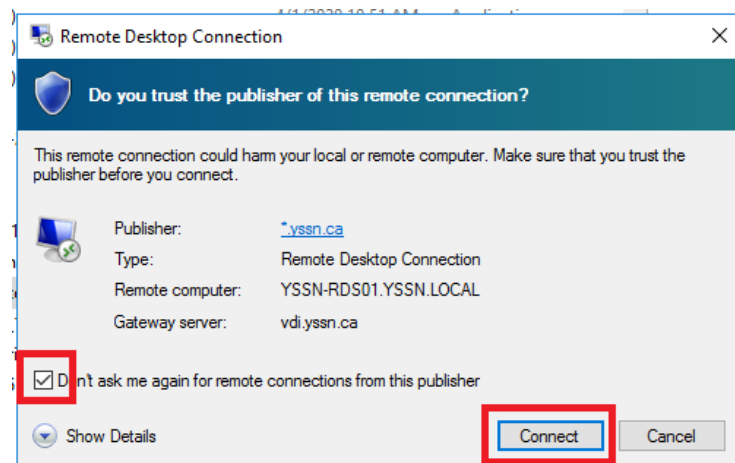 Remote Desktop Connection
Do you trust the publisher of this remote connection?
This remote connection could harm your local or remote computer. Make sure that you trust the
publisher before you connect.
Publisher: *.yssn.ca
Type: Remote Desktop Connection
Remote computer: YSSN-RDS01.YSSN.LOCAL
Gateway server: vdi.yssn.ca
Don't ask me again for remote connections from this publisher
Show Details Connect Cancel